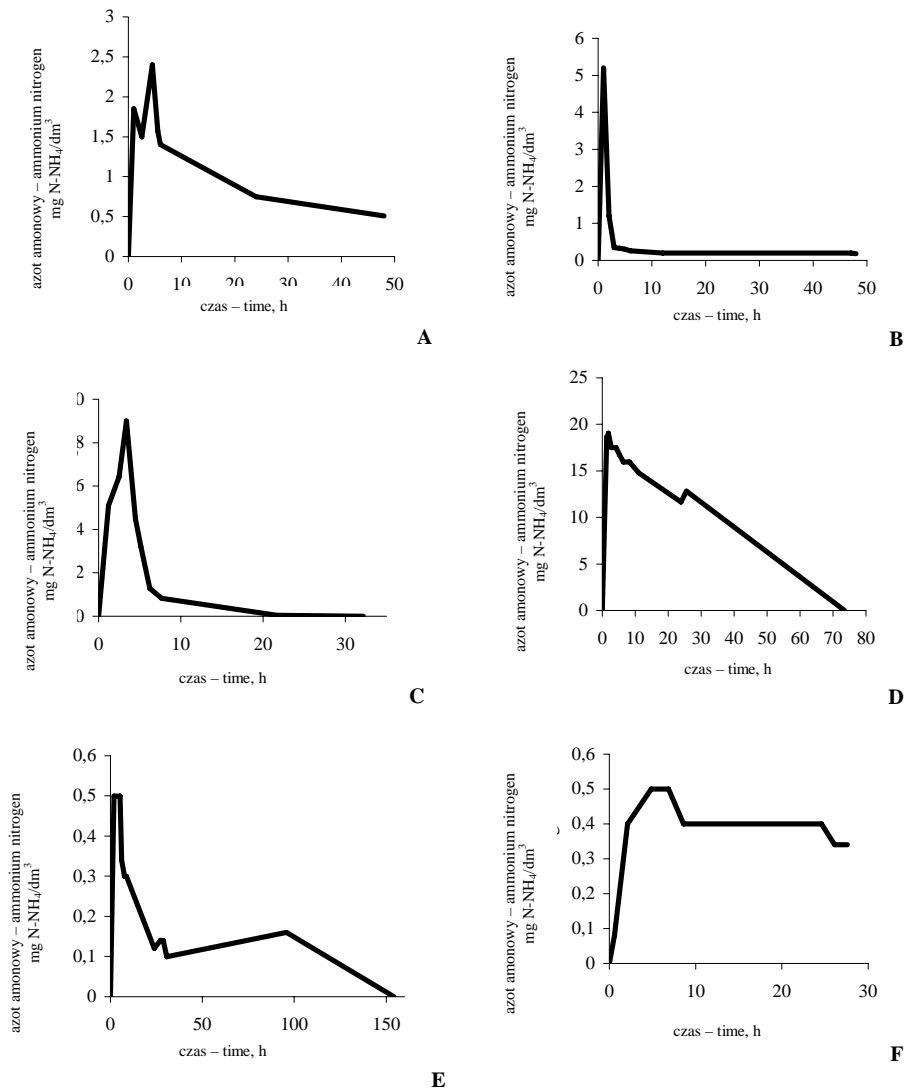 azot amonowy – ammonium nitrogen
mg N-NH₄/dm³
3
2,5
2
1,5
1
0,5
0
0 10 20 30 40 50
czas – time, h
A
azot amonowy – ammonium nitrogen
mg N-NH₄/dm³
6
5
4
3
2
1
0
0 10 20 30 40 50
czas – time, h
B
azot amonowy – ammonium nitrogen
mg N-NH₄/dm³
0
8
6
4
2
0
0 10 20 30
czas – time, h
C
azot amonowy – ammonium nitrogen
mg N-NH₄/dm³
25
20
15
10
5
0
0 10 20 30 40 50 60 70 80
czas – time, h
D
azot amonowy – ammonium nitrogen
mg N-NH₄/dm³
0,6
0,5
0,4
0,3
0,2
0,1
0
0 50 100 150
czas – time, h
E
azot amonowy – ammonium nitrogen
mg N-NH₄/dm³
0,6
0,5
0,4
0,3
0,2
0,1
0
0 10 20 30
czas – time, h
F